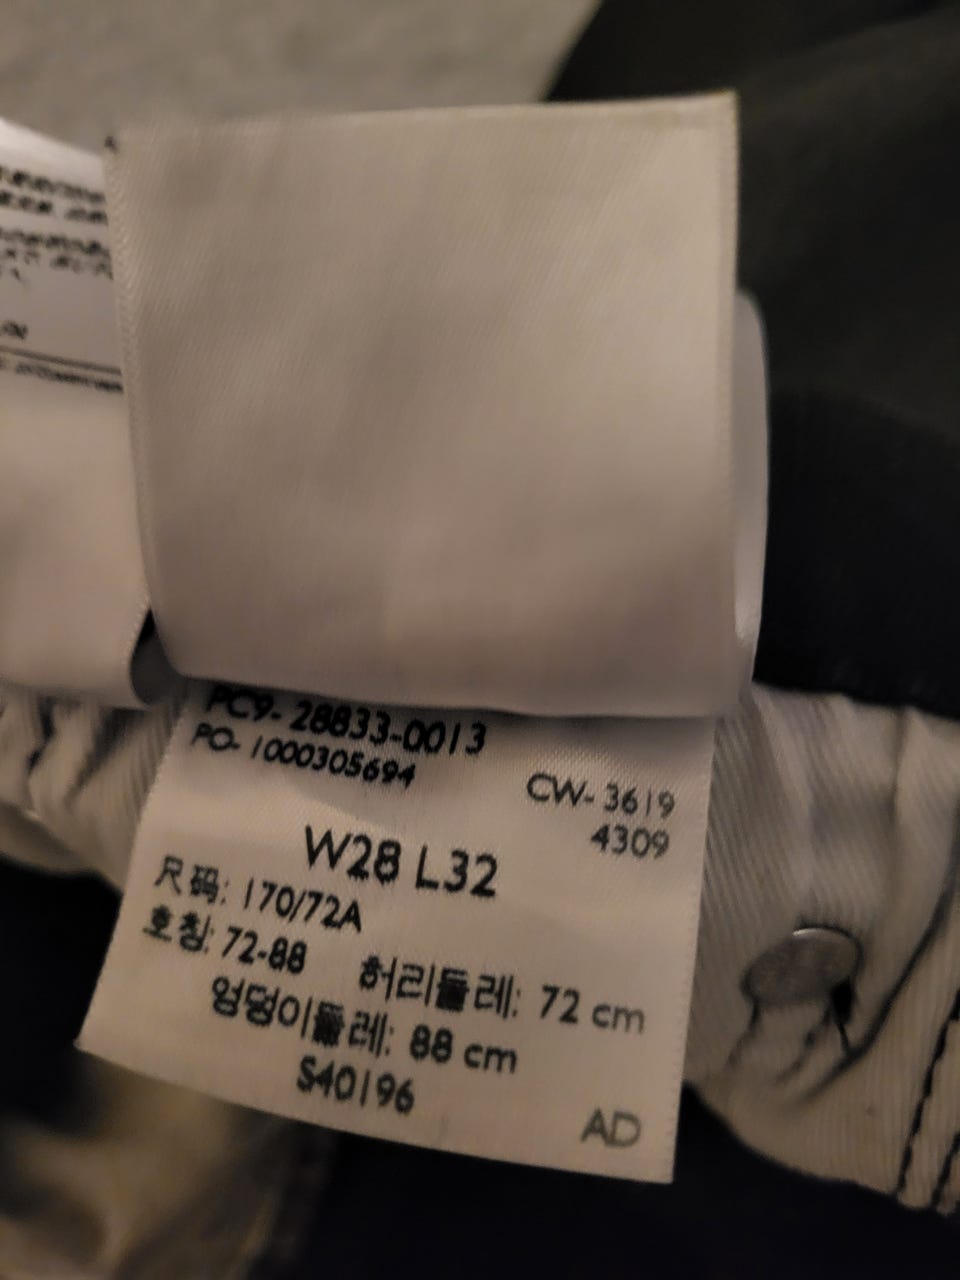 PC9- 28833-0013
PO- 1000305694
CW- 3619
4309
W28 L32
尺码: 170/72A
호칭: 72-88 허리둘레: 72 cm
엉덩이둘레: 88 cm
S40196
AD